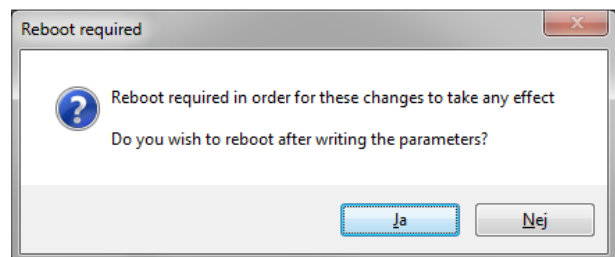 Reboot required
Reboot required in order for these changes to take any effect
Do you wish to reboot after writing the parameters?
Ja
Nej